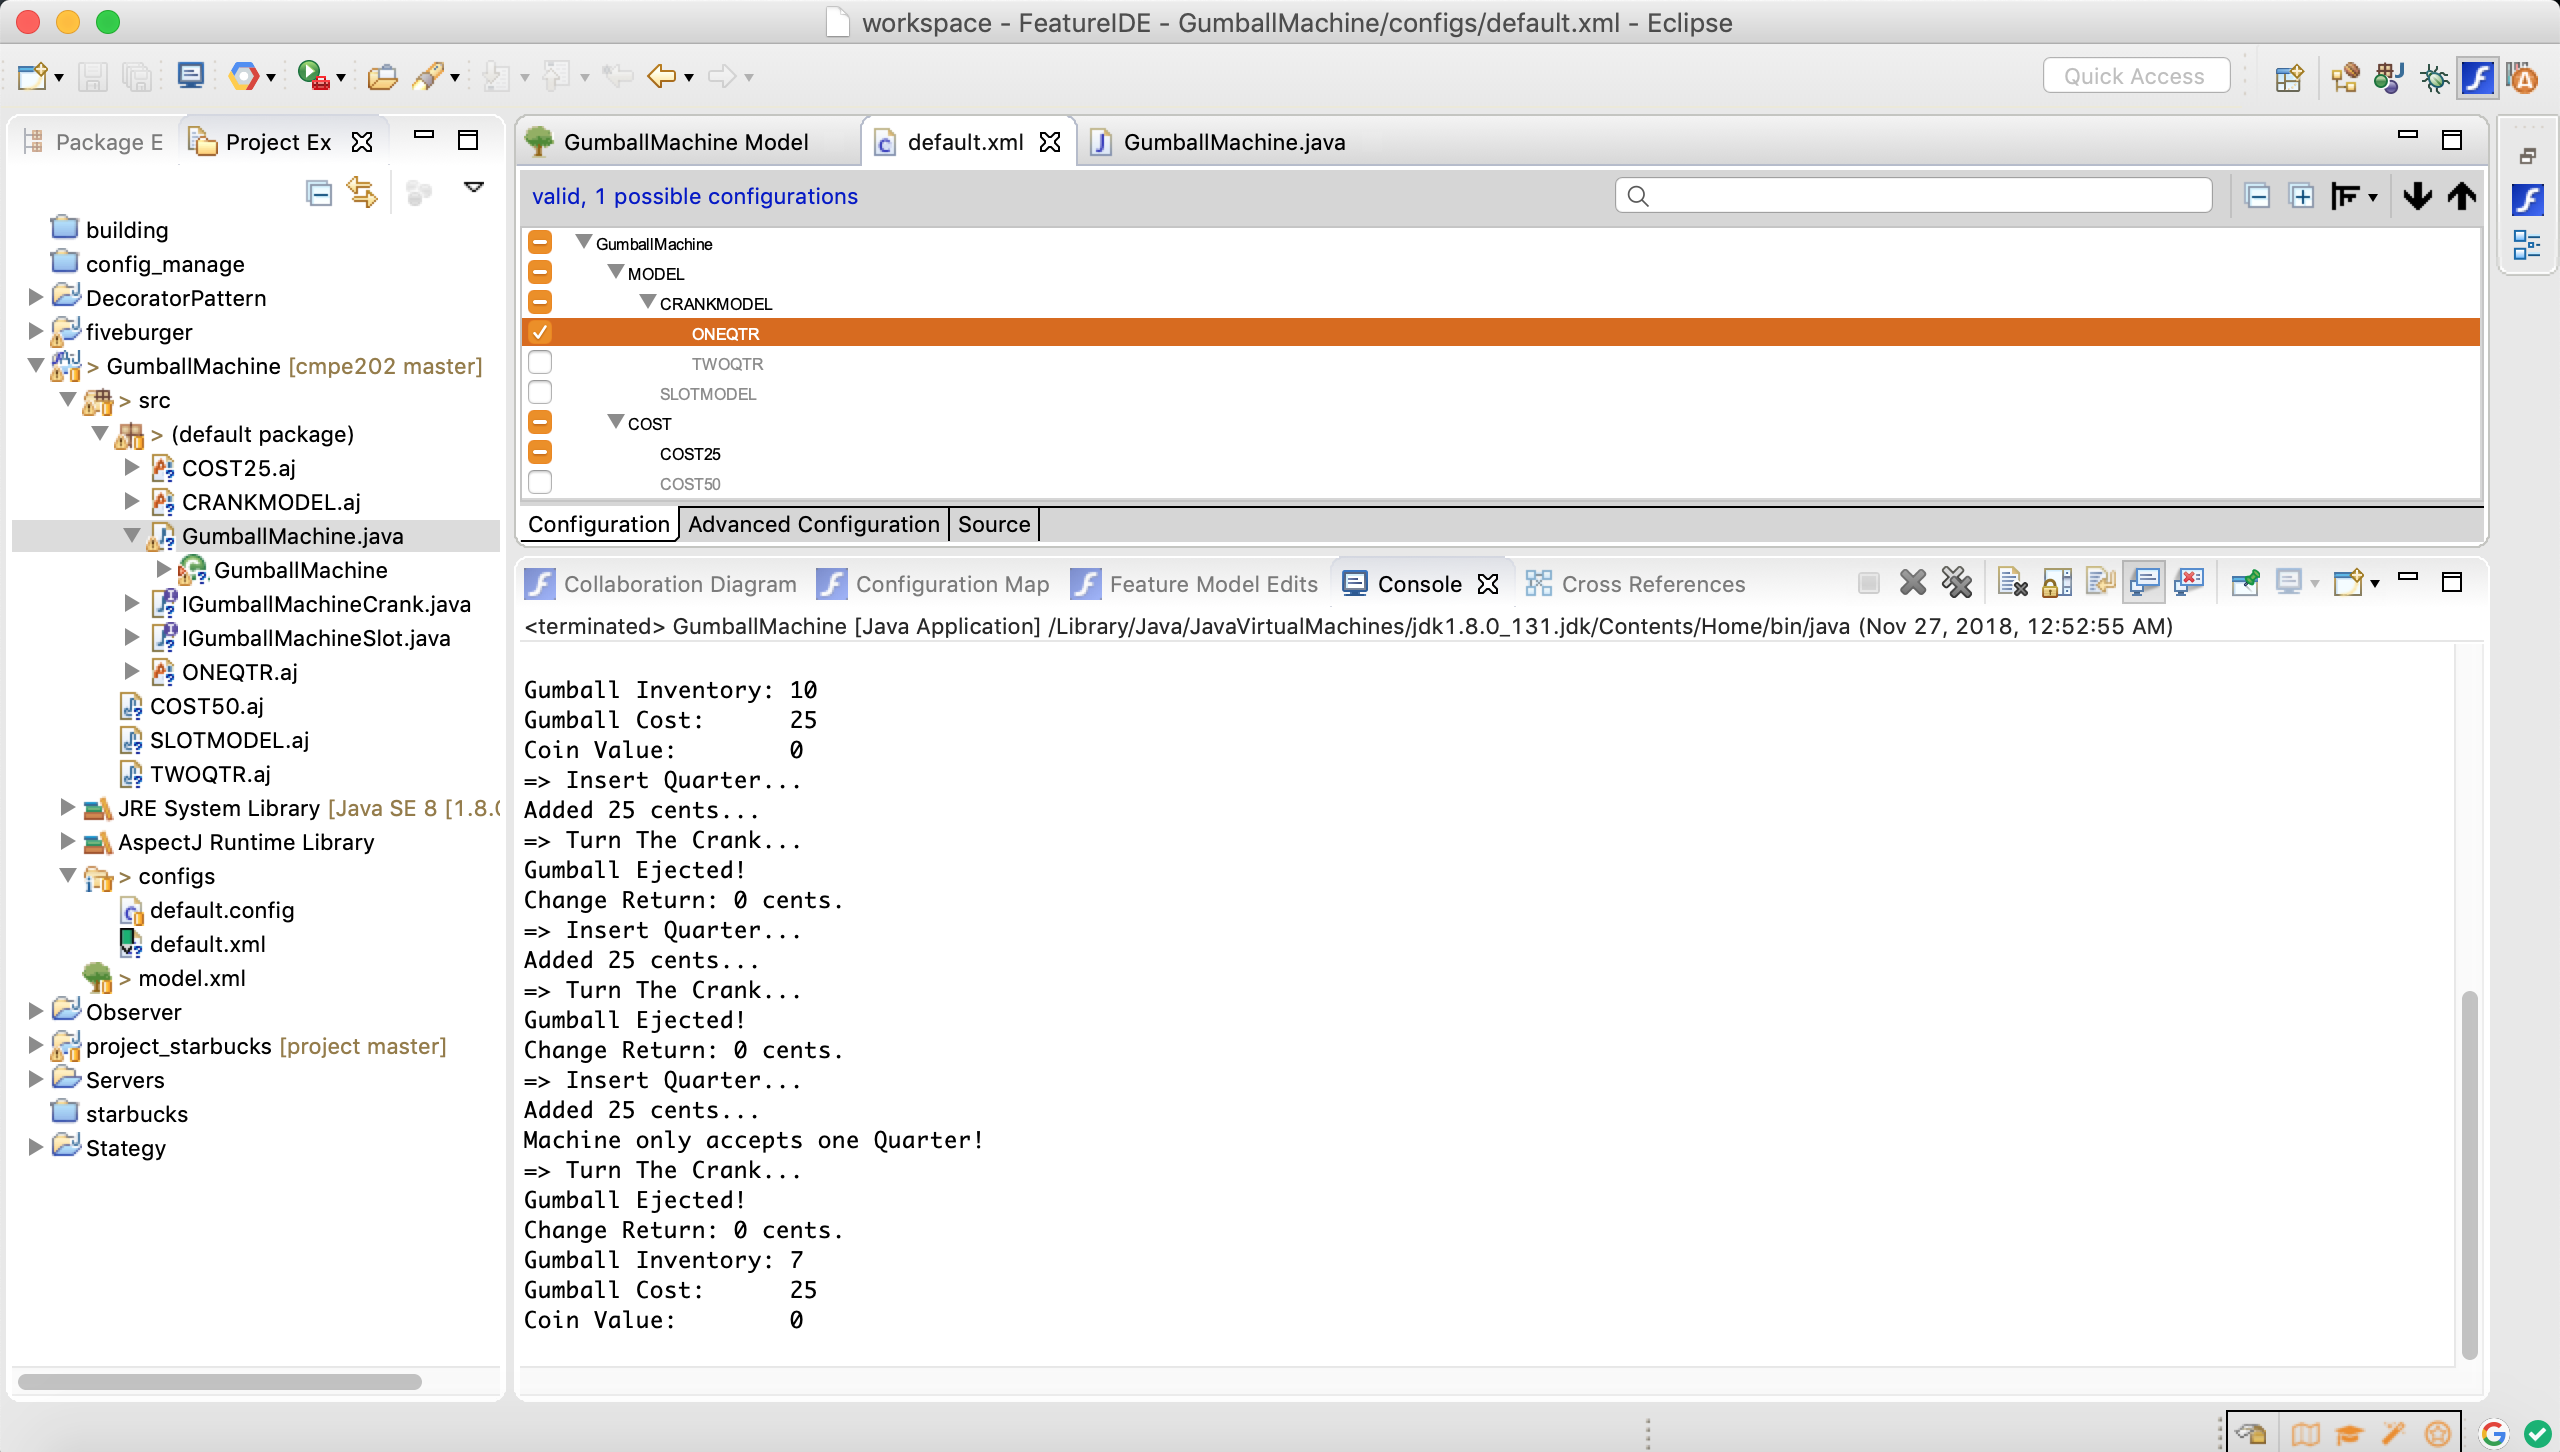 workspace - FeatureIDE - GumballMachine/configs/default.xml - Eclipse
Quick Access
Package E
Project Ex
building
config_manage
DecoratorPattern
fiveburger
> GumballMachine [cmpe202 master]
> src
> (default package)
COST25.aj
CRANKMODEL.aj
GumballMachine.java
GumballMachine
IGumballMachineCrank.java
IGumballMachineSlot.java
ONEQTR.aj
COST50.aj
SLOTMODEL.aj
TWOQTR.aj
JRE System Library [Java SE 8 [1.8.0
AspectJ Runtime Library
> configs
default.config
default.xml
> model.xml
Observer
project_starbucks [project master]
Servers
starbucks
Stategy
GumballMachine Model
default.xml
GumballMachine.java
valid, 1 possible configurations
GumballMachine
MODEL
CRANKMODEL
ONEQTR
TWOQTR
SLOTMODEL
COST
COST25
COST50
Configuration
Advanced Configuration
Source
Collaboration Diagram
Configuration Map
Feature Model Edits
Console
Cross References
<terminated> GumballMachine [Java Application] /Library/Java/JavaVirtualMachines/jdk1.8.0_131.jdk/Contents/Home/bin/java (Nov 27, 2018, 12:52:55 AM)
Gumball Inventory: 10
Gumball Cost: 25
Coin Value: 0
=> Insert Quarter...
Added 25 cents...
=> Turn The Crank...
Gumball Ejected!
Change Return: 0 cents.
=> Insert Quarter...
Added 25 cents...
=> Turn The Crank...
Gumball Ejected!
Change Return: 0 cents.
=> Insert Quarter...
Added 25 cents...
Machine only accepts one Quarter!
=> Turn The Crank...
Gumball Ejected!
Change Return: 0 cents.
Gumball Inventory: 7
Gumball Cost: 25
Coin Value: 0